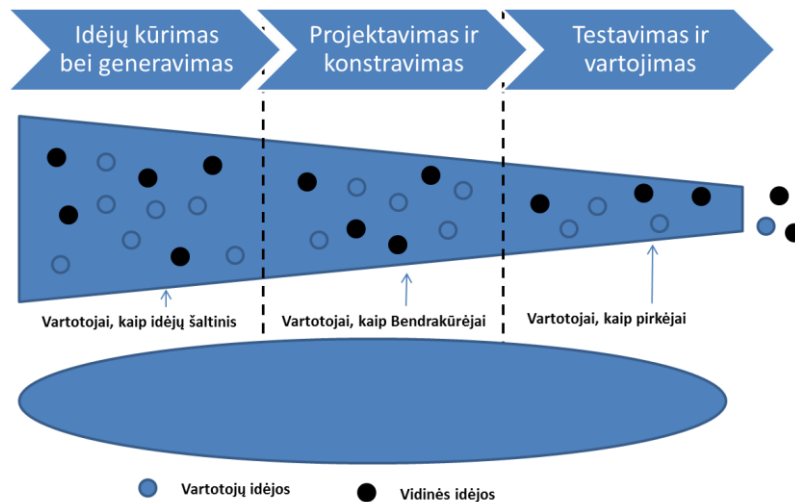 Idėjų kūrimas
bei generavimas
Projektavimas ir
konstravimas
Testavimas ir
vartojimas
Vartotojai, kaip idėjų šaltinis
Vartotojai, kaip Bendrakūrėjai
Vartotojai, kaip pirkėjai
Vartotojų idėjos
Vidinės idėjos